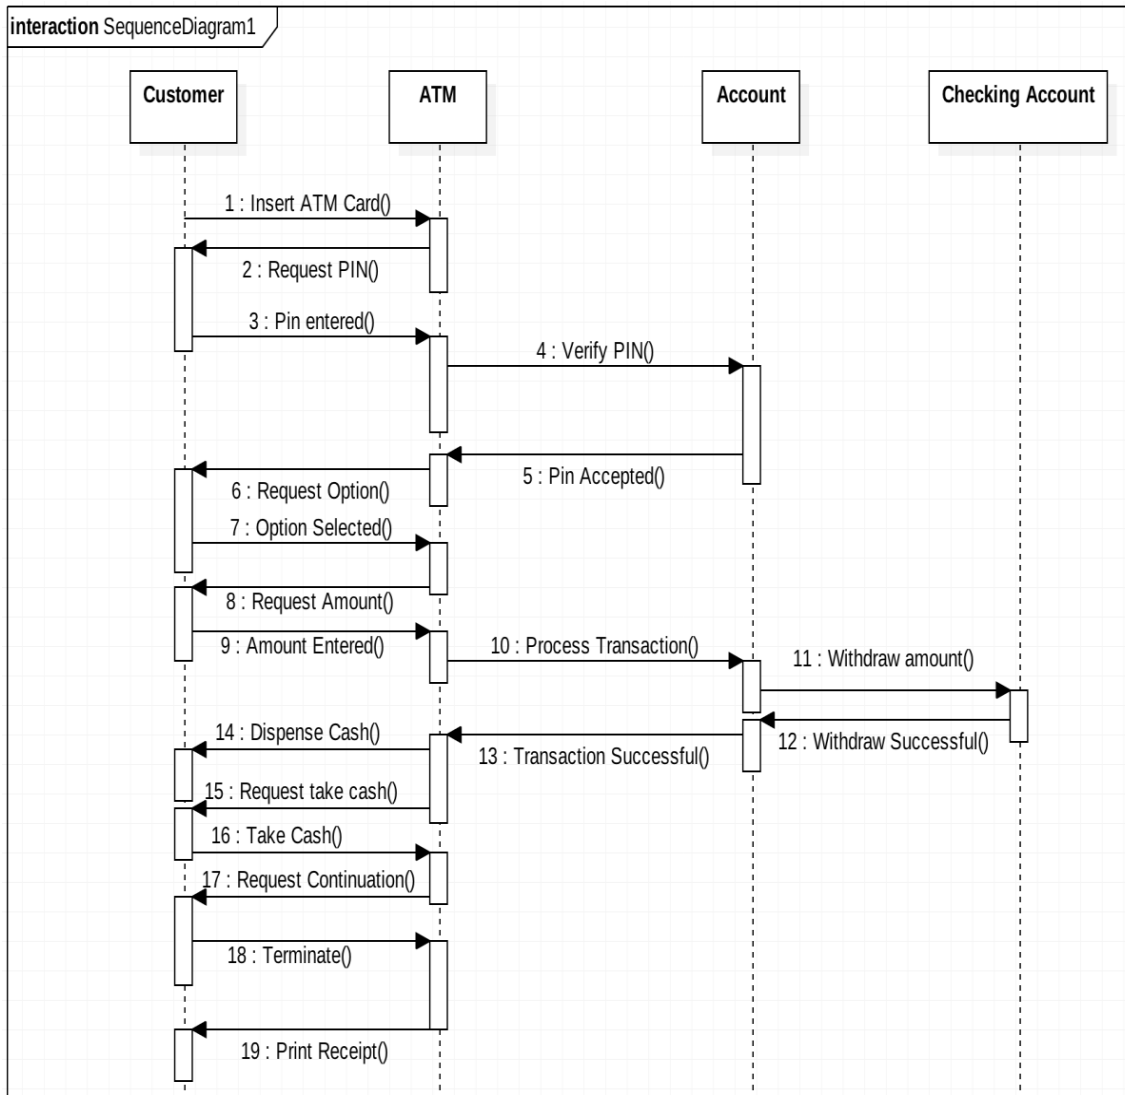 interaction SequenceDiagram1
Customer
ATM
Account
Checking Account
1 : Insert ATM Card()
2 : Request PIN()
3 : Pin entered()
4 : Verify PIN()
5 : Pin Accepted()
6 : Request Option()
7 : Option Selected()
8 : Request Amount()
9 : Amount Entered()
10 : Process Transaction()
11 : Withdraw amount()
12 : Withdraw Successful()
13 : Transaction Successful()
14 : Dispense Cash()
15 : Request take cash()
16 : Take Cash()
17 : Request Continuation()
18 : Terminate()
19 : Print Receipt()